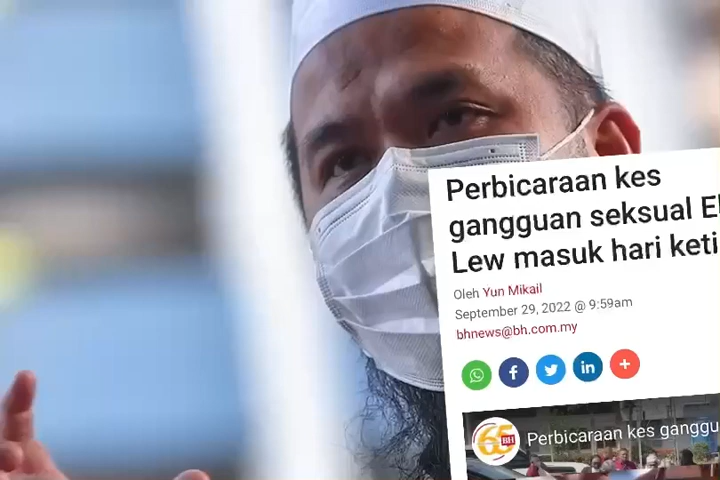 Perbicaraan kes
gangguan seksual
Lew masuk hari
Oleh Yun Mikail
September 29, 2022 @ 9:59am
bhnews@bh.com.my
65 BH
Perbicaraan kes